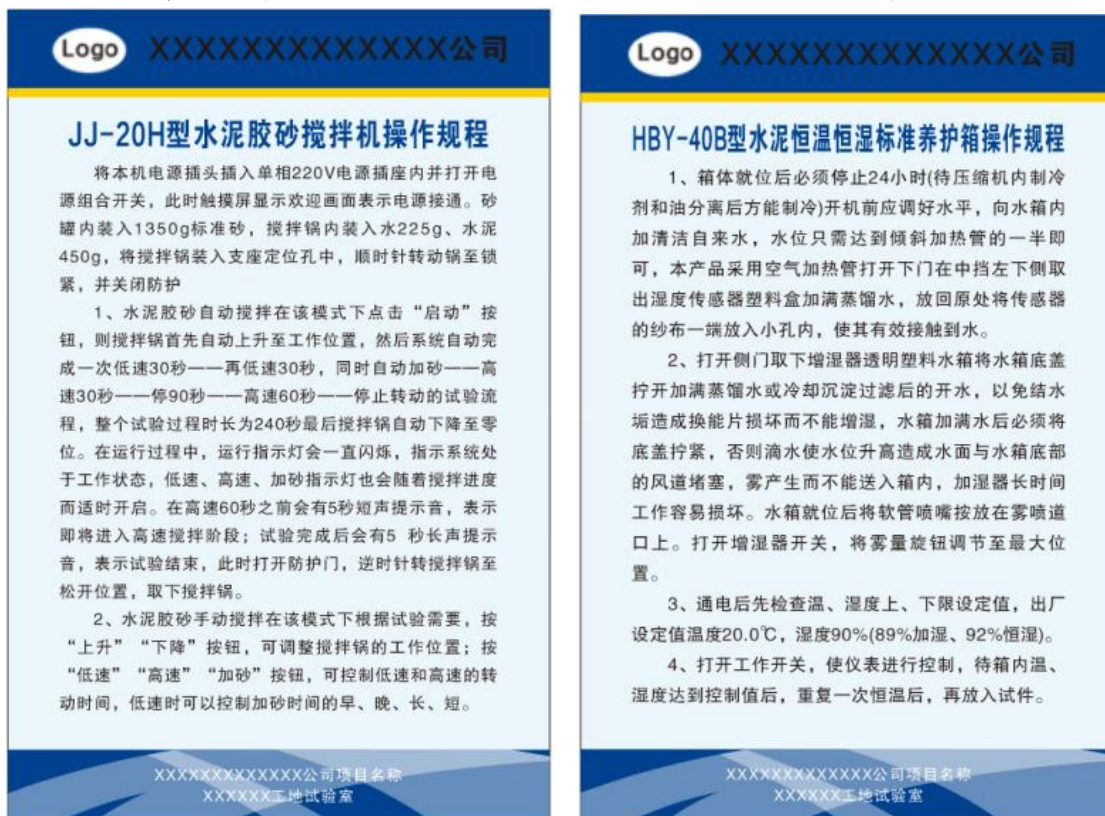 Logo XXXXXXXXXXXXX公司
JJ-20H型水泥胶砂搅拌机操作规程
将本机电源插头插入单相220V电源插座内并打开电
源组合开关，此时触摸屏显示欢迎画面表示电源接通。砂
罐内装入1350g标准砂，搅拌锅内装入水225g、水泥
450g，将搅拌锅装入支座定位孔中，顺时针转动锅至锁
紧，并关闭防护
1、水泥胶砂自动搅拌在该模式下点击“启动”按
钮，则搅拌锅首先自动上升至工作位置，然后系统自动完
成一次低速30秒——再低速30秒，同时自动加砂——高
速30秒——停90秒——高速60秒——停止转动的试验流
程，整个试验过程时长为240秒最后搅拌锅自动下降至零
位。在运行过程中，运行指示灯会一直闪烁，指示系统处
于工作状态，低速、高速、加砂指示灯也会随着搅拌进度
而适时开启。在高速60秒之前会有5秒短声提示音，表示
即将进入高速搅拌阶段；试验完成后会有5 秒长声提示
音，表示试验结束，此时打开防护门，逆时针转搅拌锅至
松开位置，取下搅拌锅。
2、水泥胶砂手动搅拌在该模式下根据试验需要，按
“上升”“下降”按钮，可调整搅拌锅的工作位置；按
“低速”“高速”“加砂”按钮，可控制低速和高速的转
动时间，低速时可以控制加砂时间的早、晚、长、短。
XXXXXXXXXXXXX公司项目名称
XXXXXX工地试验室
Logo XXXXXXXXXXXXX公司
HBY-40B型水泥恒温恒湿标准养护箱操作规程
1、箱体就位后必须停止24小时(待压缩机内制冷
剂和油分离后方能制冷)开机前应调好水平，向水箱内
加清洁自来水，水位只需达到倾斜加热管的一半即
可，本产品采用空气加热管打开下门在中挡左下侧取
出湿度传感器塑料盒加满蒸馏水，放回原处将传感器
的纱布一端放入小孔内，使其有效接触到水。
2、打开侧门取下增湿器透明塑料水箱将水箱底盖
拧开加满蒸馏水或冷却沉淀过滤后的开水，以免结水
垢造成换能片损坏而不能增湿，水箱加满水后必须将
底盖拧紧，否则滴水使水位升高造成水面与水箱底部
的风道堵塞，雾产生而不能送入箱内，加湿器长时间
工作容易损坏。水箱就位后将软管喷嘴按放在雾喷道
口上。打开增湿器开关，将雾量旋钮调节至最大位
置。
3、通电后先检查温、湿度上、下限设定值，出厂
设定值温度20.0℃，湿度90%(89%加湿、92%恒湿)。
4、打开工作开关，使仪表进行控制，待箱内温、
湿度达到控制值后，重复一次恒温后，再放入试件。
XXXXXXXXXXXXX公司项目名称
XXXXXX工地试验室